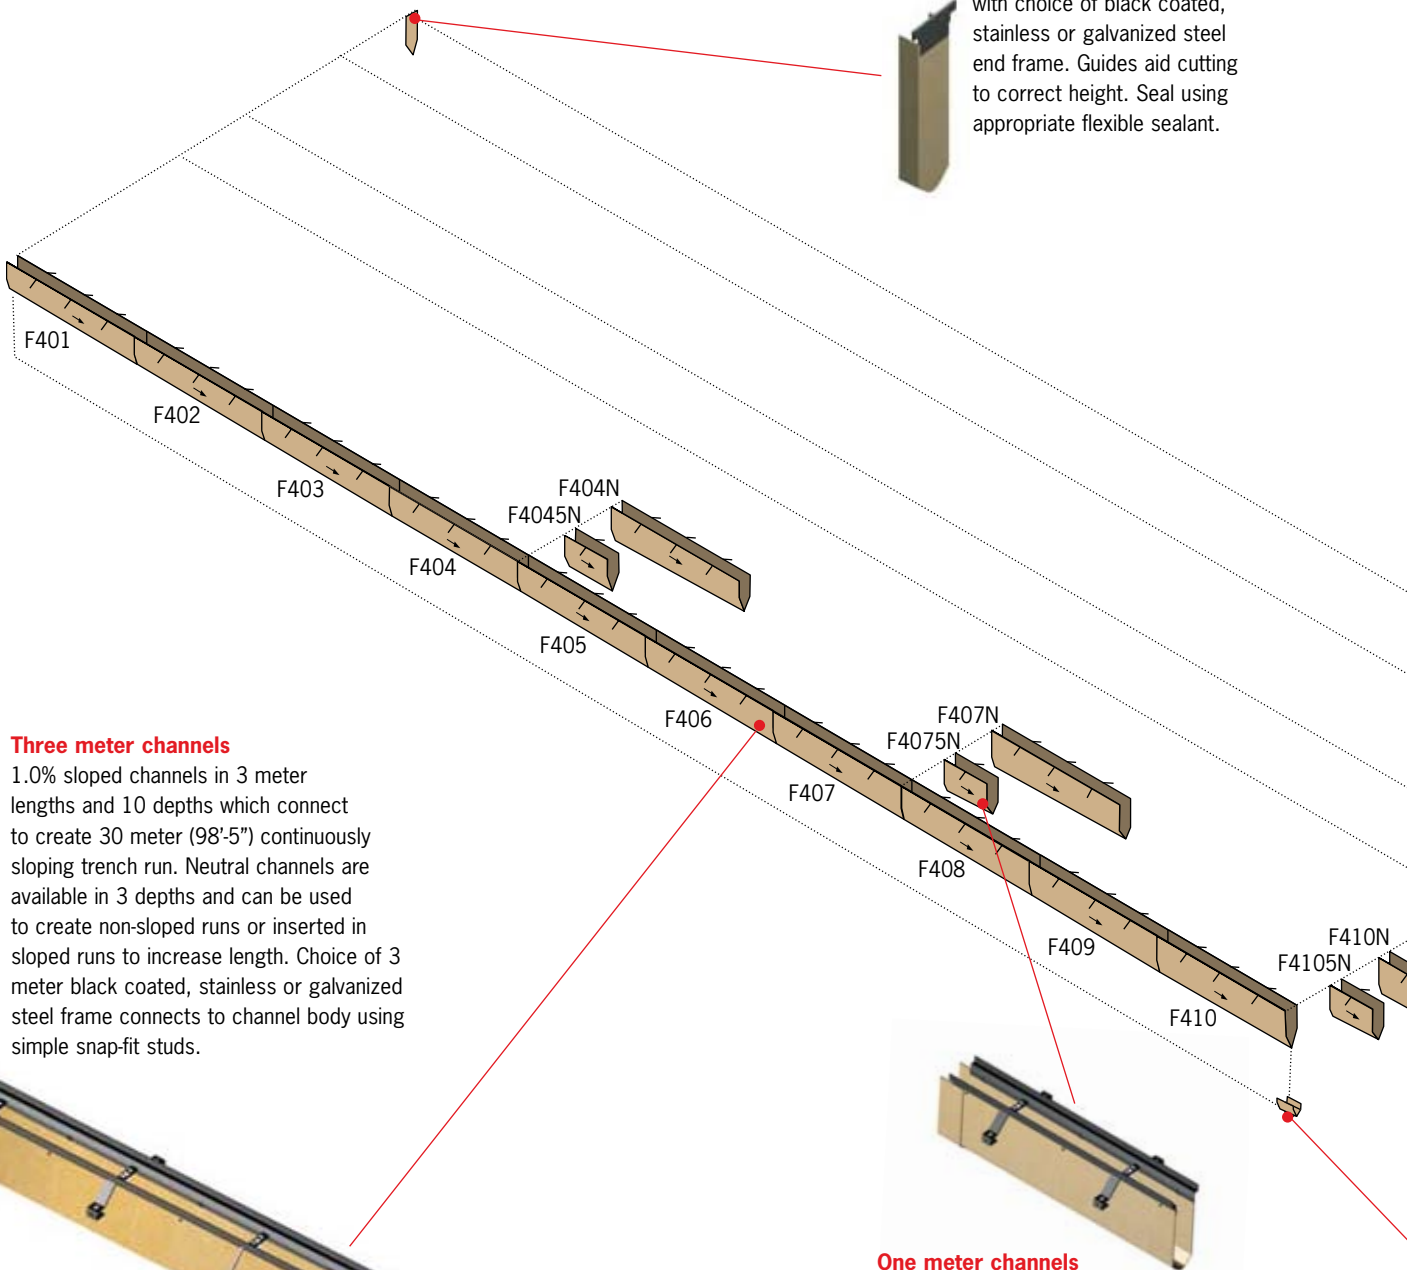 with choice of black coated,
stainless or galvanized steel
end frame. Guides aid cutting
to correct height. Seal using
appropriate flexible sealant.
F401
F402
F403
F404
F405
F406
F407
F408
F409
F410
F404N
F4045N
F407N
F4075N
F410N
F4105N
Three meter channels
1.0% sloped channels in 3 meter
lengths and 10 depths which connect
to create 30 meter (98'-5”) continuously
sloping trench run. Neutral channels are
available in 3 depths and can be used
to create non-sloped runs or inserted in
sloped runs to increase length. Choice of 3
meter black coated, stainless or galvanized
steel frame connects to channel body using
simple snap-fit studs.
One meter channels